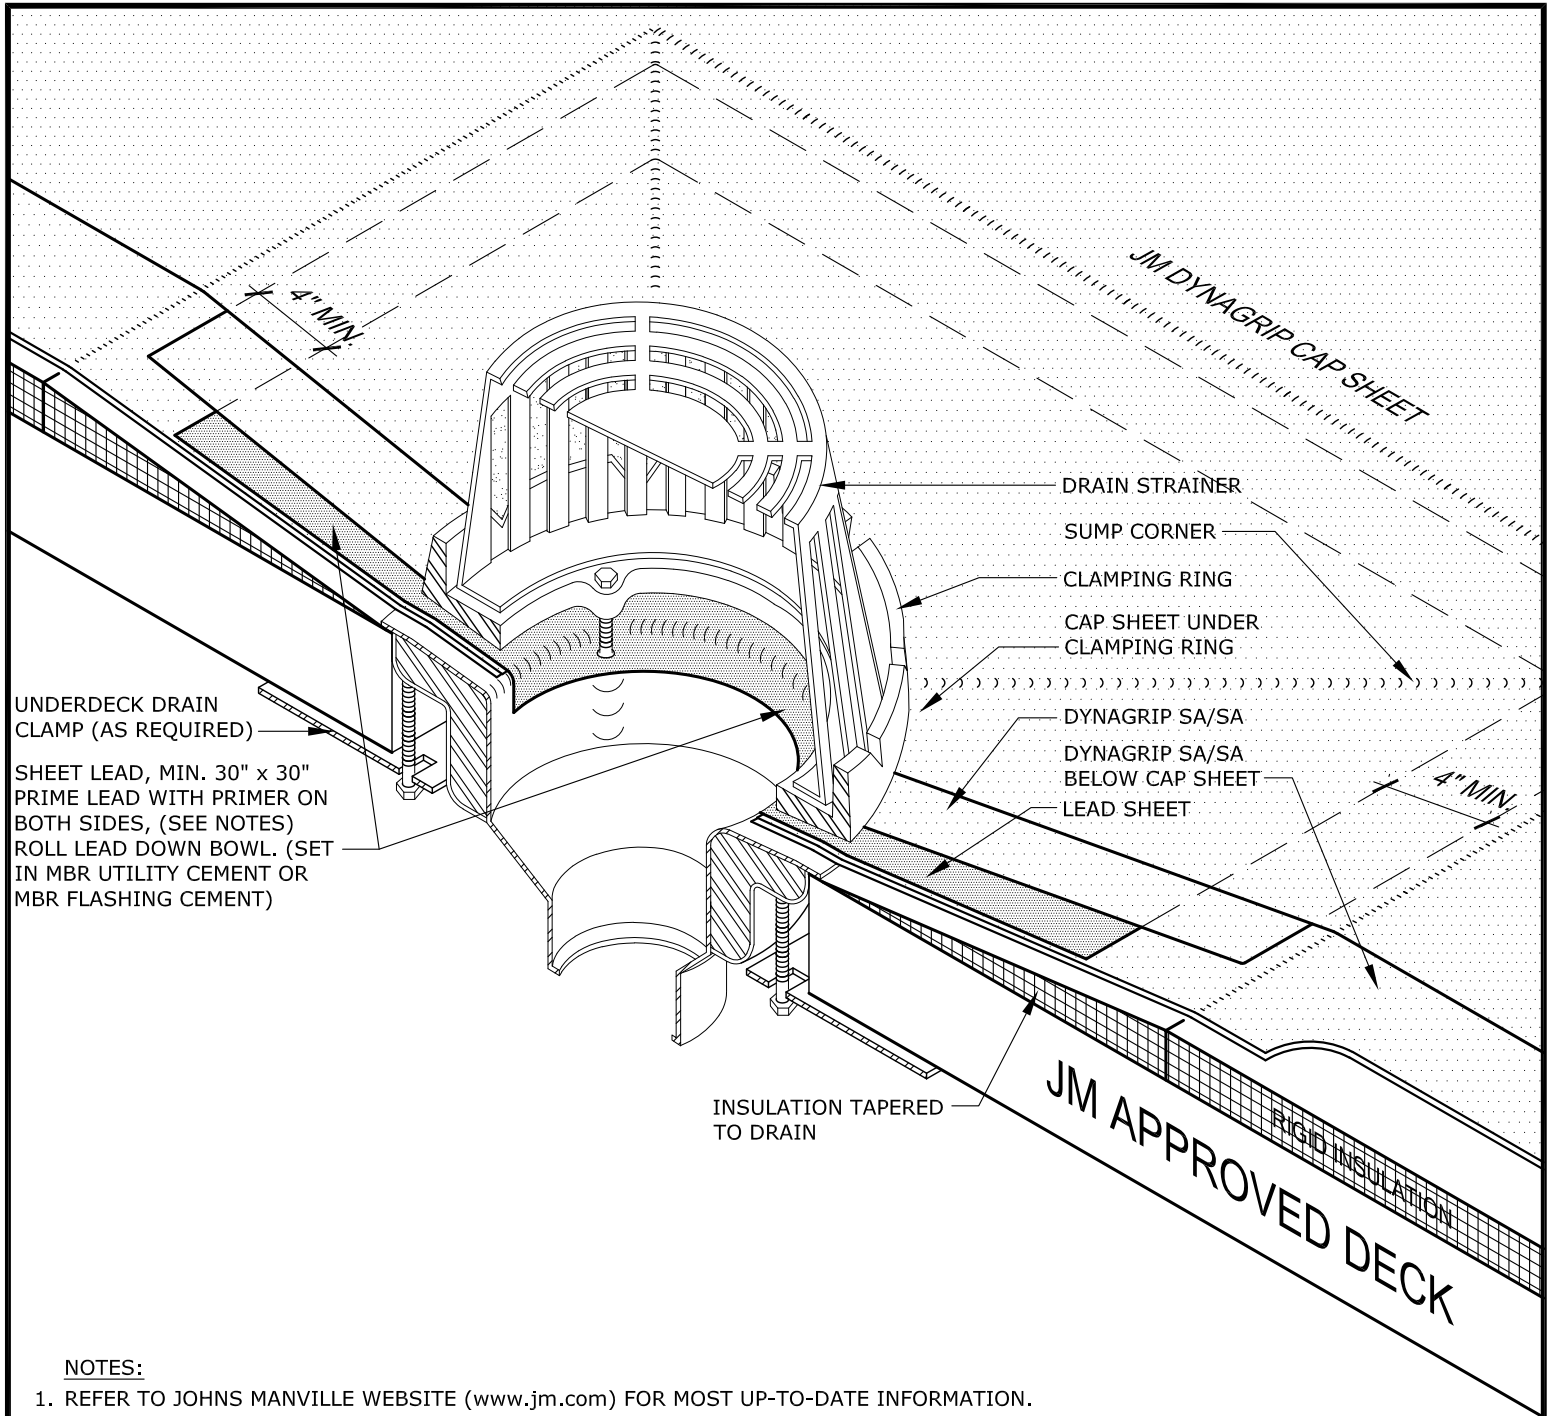 4" MIN.
JM DYNAGRIP CAP SHEET
DRAIN STRAINER
SUMP CORNER
CLAMPING RING
CAP SHEET UNDER
CLAMPING RING
UNDERDECK DRAIN
CLAMP (AS REQUIRED)
SHEET LEAD, MIN. 30" x 30"
PRIME LEAD WITH PRIMER ON
BOTH SIDES, (SEE NOTES)
ROLL LEAD DOWN BOWL. (SET
IN MBR UTILITY CEMENT OR
MBR FLASHING CEMENT)
DYNAGRIP SA/SA
DYNAGRIP SA/SA
BELOW CAP SHEET
LEAD SHEET
4" MIN.
INSULATION TAPERED
TO DRAIN
JM APPROVED DECK
RIGID INSULATION
NOTES:
1. REFER TO JOHNS MANVILLE WEBSITE (www.jm.com) FOR MOST UP-TO-DATE INFORMATION.